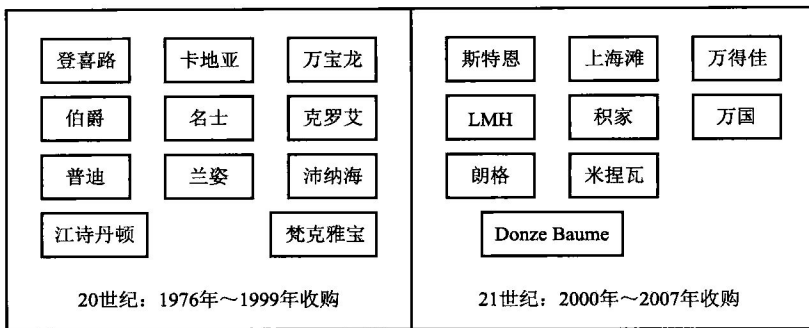 登喜路 卡地亚 万宝龙
伯爵 名士 克罗艾
普迪 兰姿 沛纳海
江诗丹顿 梵克雅宝
20世纪：1976年～1999年收购
斯特恩 上海滩 万得佳
LMH 积家 万国
朗格 米捏瓦
Donze Baume
21世纪：2000年～2007年收购